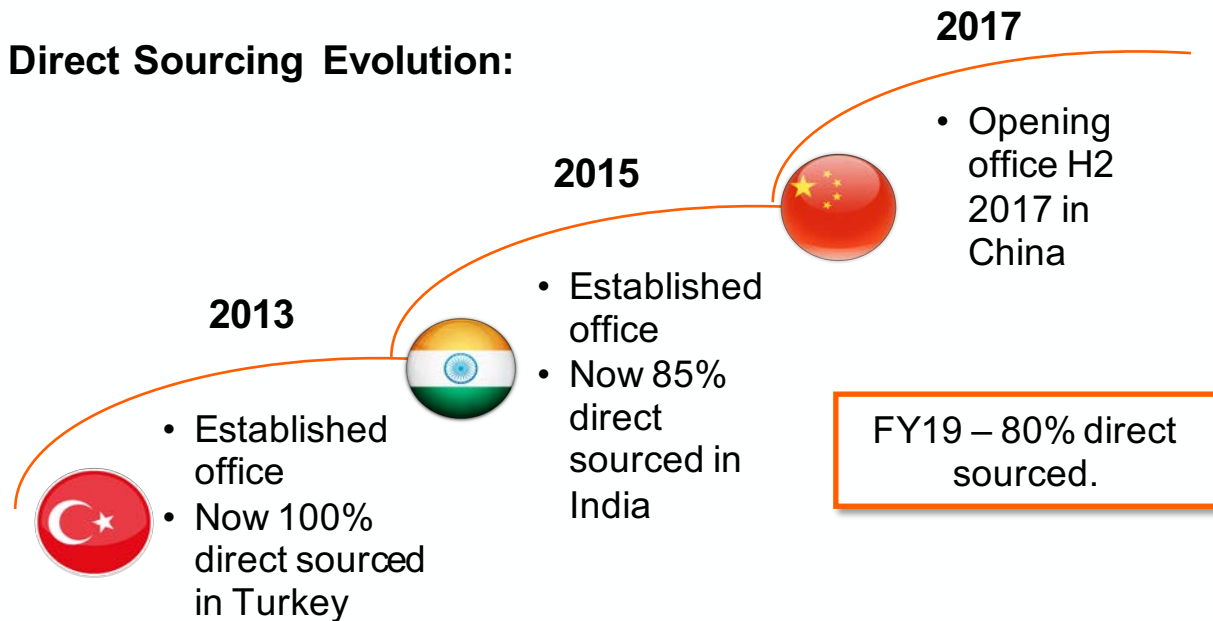 Direct Sourcing Evolution:
2013
• Established
office
• Now 100%
direct sourced
in Turkey
2015
• Established
office
• Now 85%
direct
sourced in
India
2017
• Opening
office H2
2017 in
China
FY19 – 80% direct
sourced.